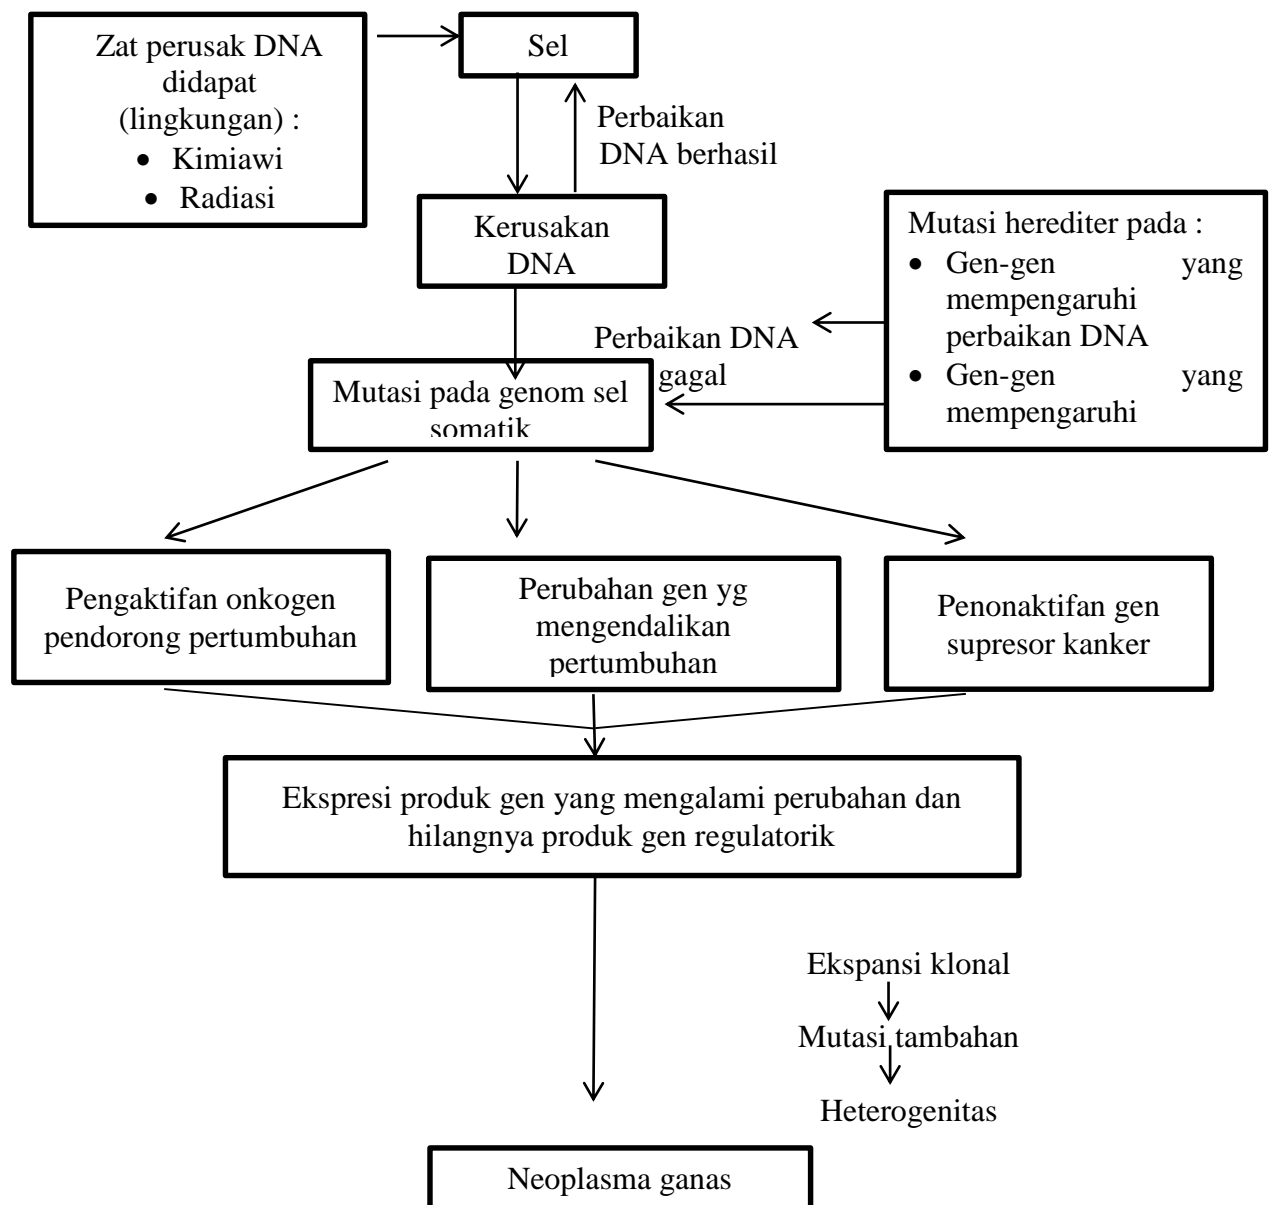 Zat perusak DNA
didapat
(lingkungan) :
• Kimiawi
• Radiasi
Sel
Perbaikan
DNA berhasil
Kerusakan
DNA
Mutasi herediter pada :
• Gen-gen yang
mempengaruhi
perbaikan DNA
• Gen-gen yang
mempengaruhi
Perbaikan DNA
gagal
Mutasi pada genom sel
somatik
Pengaktifan onkogen
pendorong pertumbuhan
Perubahan gen yg
mengendalikan
pertumbuhan
Penonaktifan gen
supresor kanker
Ekspresi produk gen yang mengalami perubahan dan
hilangnya produk gen regulatorik
Ekspansi klonal
Mutasi tambahan
Heterogenitas
Neoplasma ganas